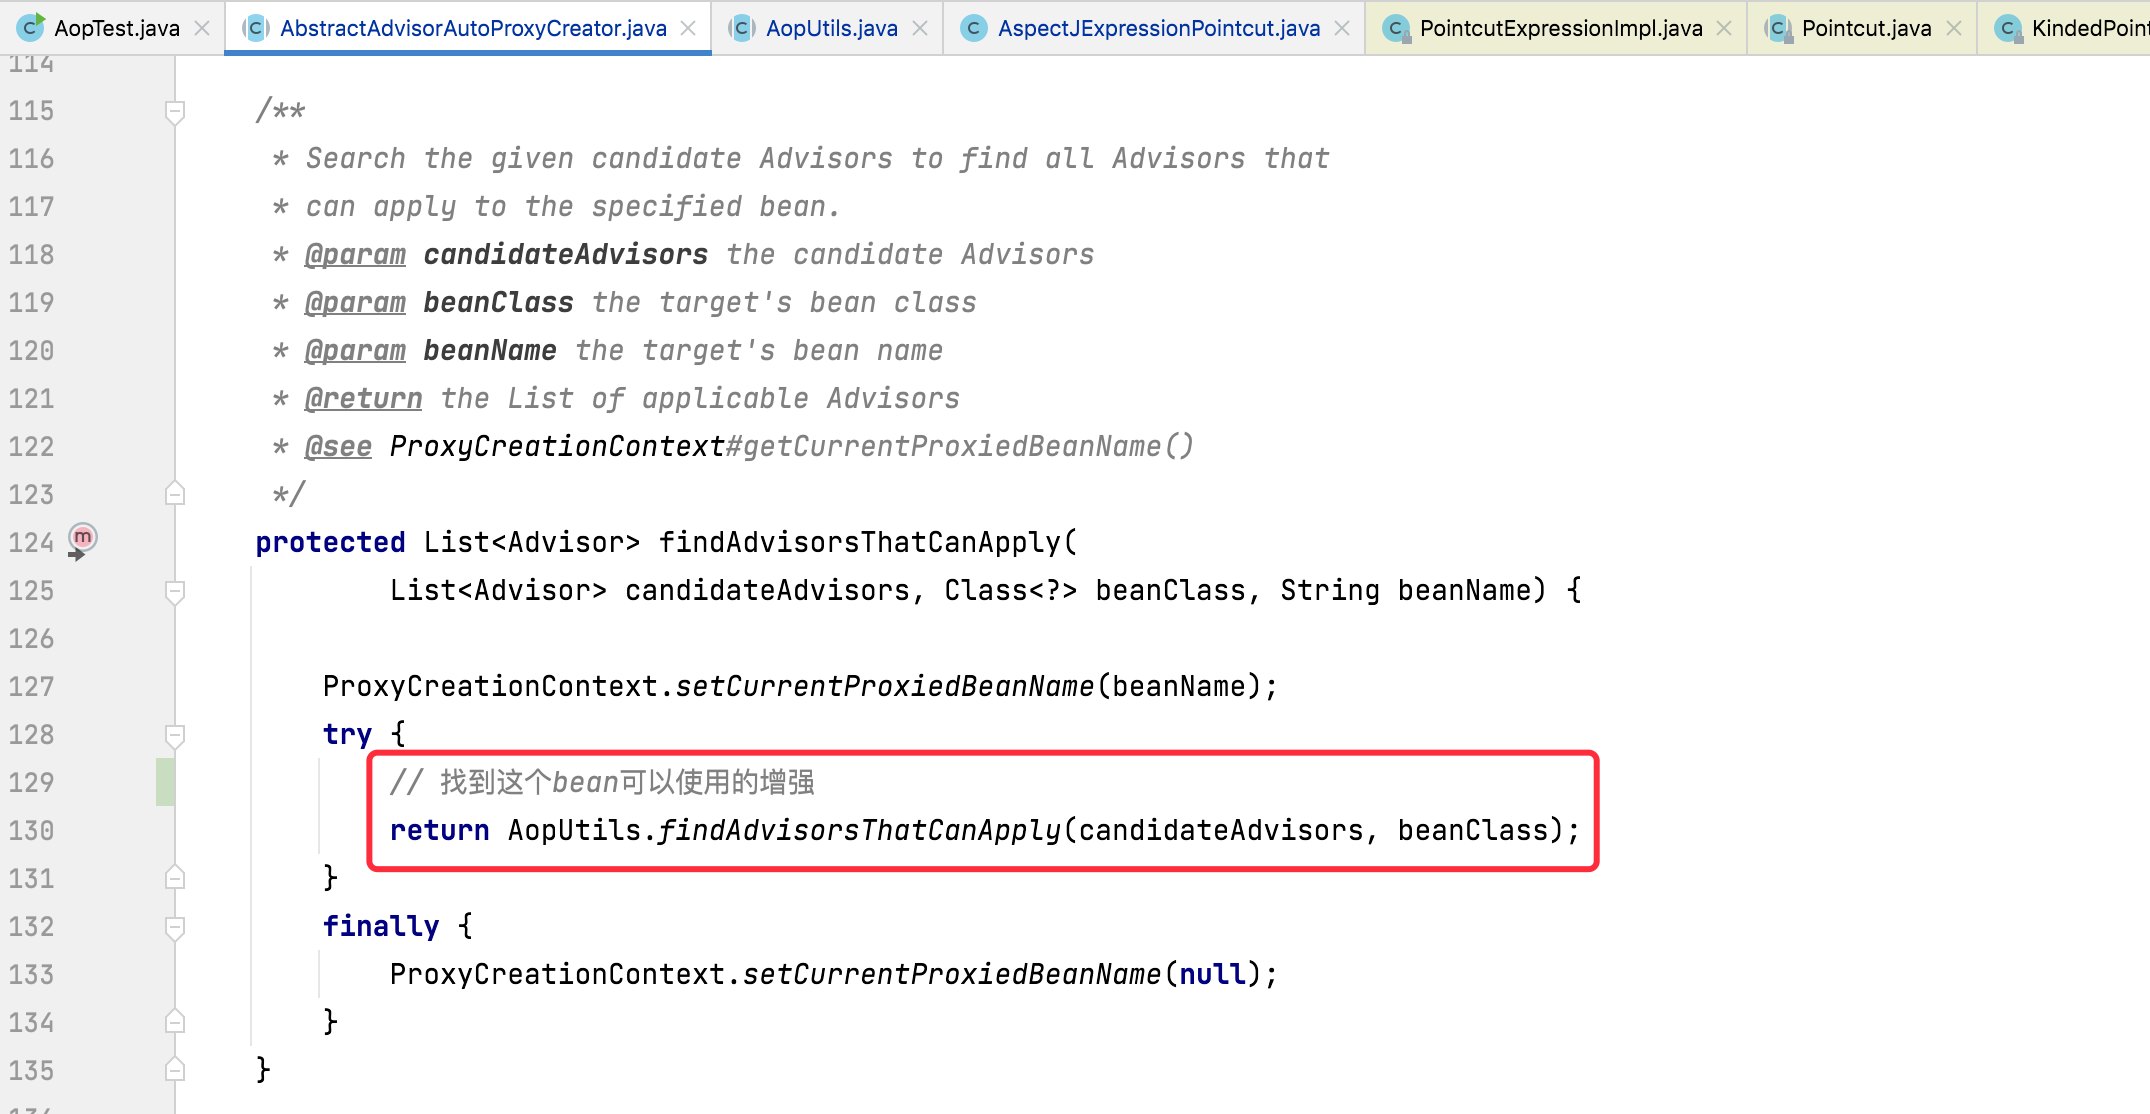 AopTest.java AbstractAdvisorAutoProxyCreator.java AopUtils.java AspectJExpressionPointcut.java PointcutExpressionImpl.java Pointcut.java KindedPoint
114
115 /**
116 * Search the given candidate Advisors to find all Advisors that
117 * can apply to the specified bean.
118 * @param candidateAdvisors the candidate Advisors
119 * @param beanClass the target's bean class
120 * @param beanName the target's bean name
121 * @return the List of applicable Advisors
122 * @see ProxyCreationContext#getCurrentProxiedBeanName()
123 */
124 protected List<Advisor> findAdvisorsThatCanApply(
125 List<Advisor> candidateAdvisors, Class<?> beanClass, String beanName) {
126
127 ProxyCreationContext.setCurrentProxiedBeanName(beanName);
128 try {
129 // 找到这个bean可以使用的增强
130 return AopUtils.findAdvisorsThatCanApply(candidateAdvisors, beanClass);
131 }
132 finally {
133 ProxyCreationContext.setCurrentProxiedBeanName(null);
134 }
135 }